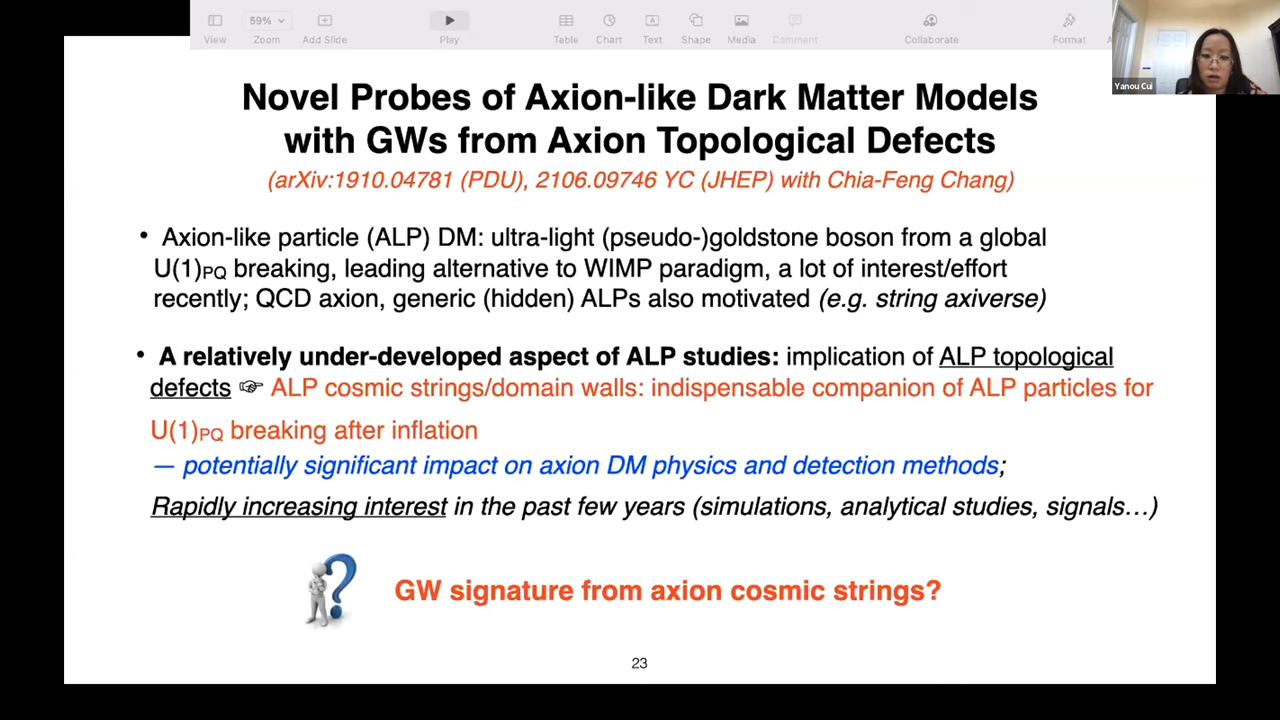 59%
View
Zoom
Add Slide
Play
Table
Chart
Text
Shape
Media
Comment
Collaborate
Format
Yanou Cui
Novel Probes of Axion-like Dark Matter Models
with GWs from Axion Topological Defects
(arXiv:1910.04781 (PDU), 2106.09746 YC (JHEP) with Chia-Feng Chang)
• Axion-like particle (ALP) DM: ultra-light (pseudo-)goldstone boson from a global
U(1)PQ breaking, leading alternative to WIMP paradigm, a lot of interest/effort
recently; QCD axion, generic (hidden) ALPs also motivated (e.g. string axiverse)
• A relatively under-developed aspect of ALP studies: implication of ALP topological
defects ☞ ALP cosmic strings/domain walls: indispensable companion of ALP particles for
U(1)PQ breaking after inflation
— potentially significant impact on axion DM physics and detection methods;
Rapidly increasing interest in the past few years (simulations, analytical studies, signals…)
?
GW signature from axion cosmic strings?
23